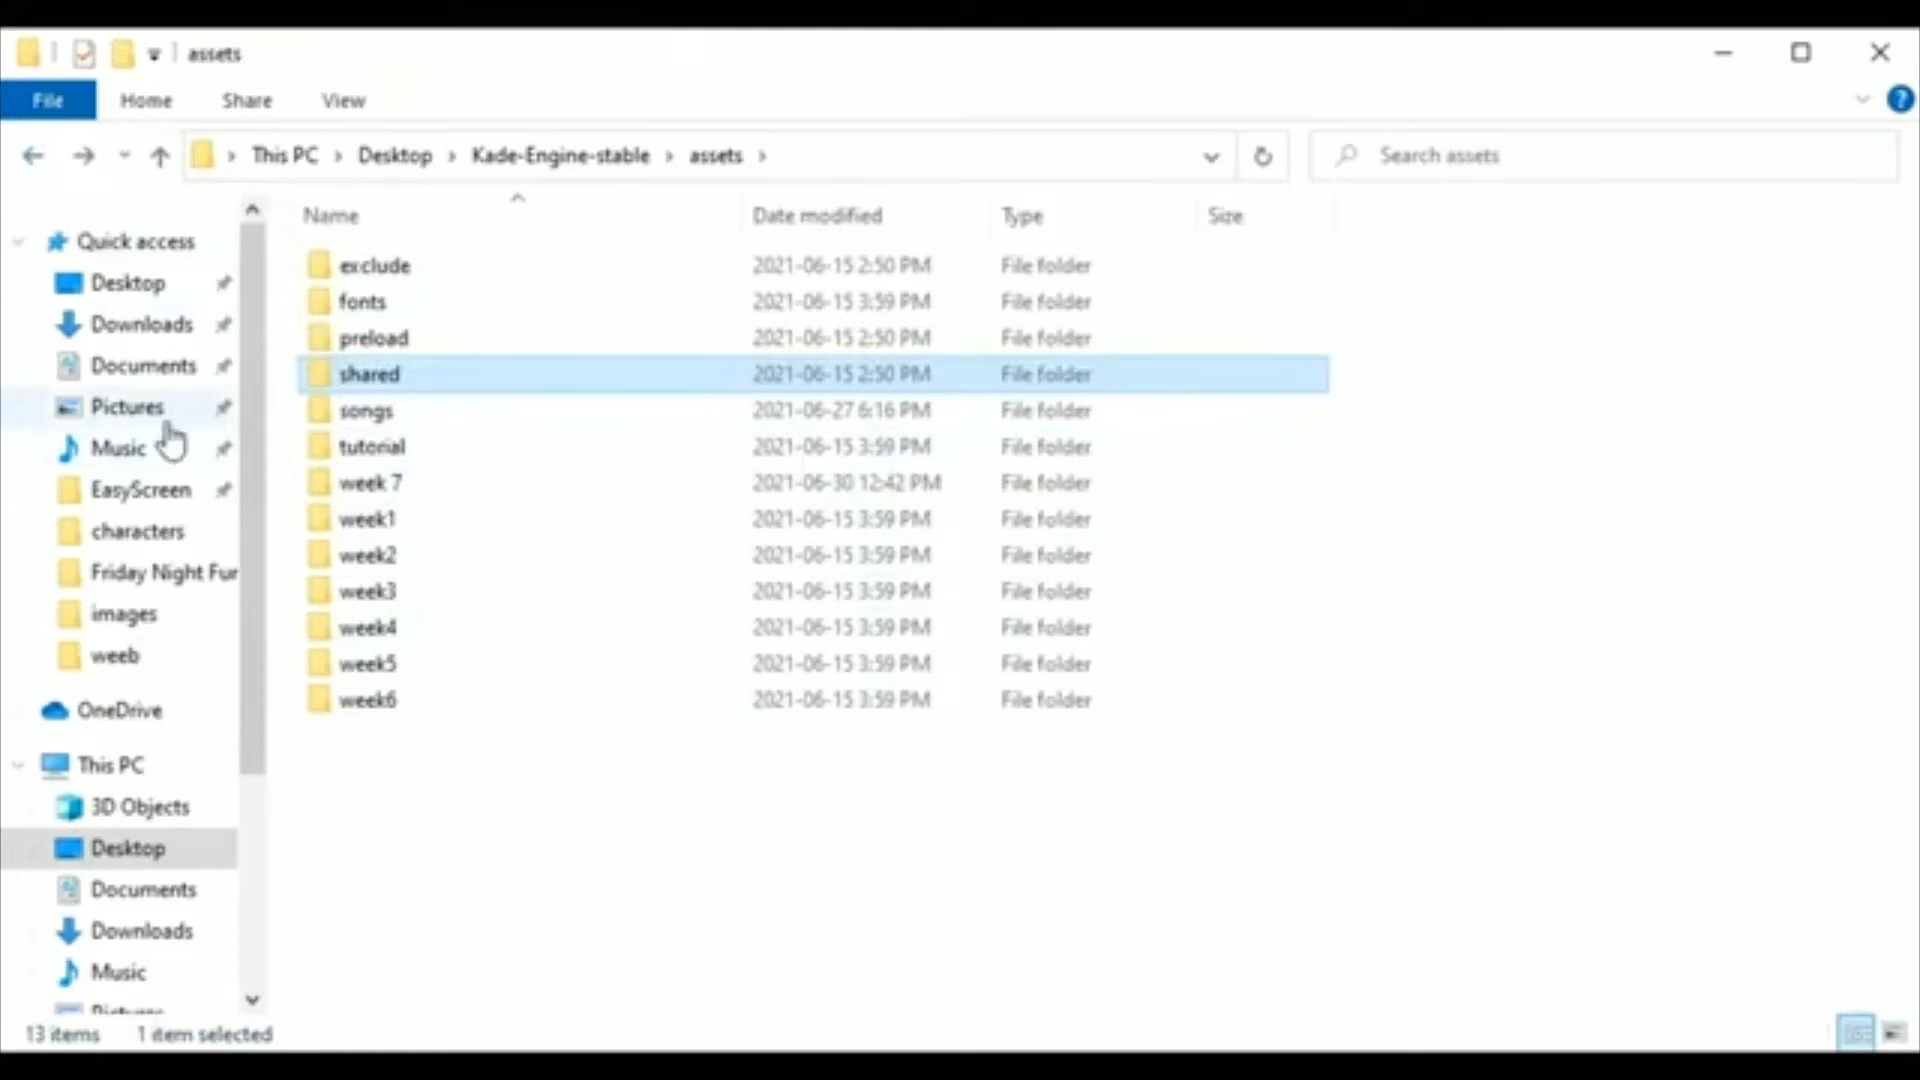 assets
File Home Share View
This PC Desktop Kade-Engine-stable assets
Search assets
Name Date modified Type Size
Quick access
Desktop
Downloads
Documents
Pictures
Music
EasyScreen
characters
Friday Night Fur
images
weeb
OneDrive
This PC
3D Objects
Desktop
Documents
Downloads
Music
Pictures
exclude 2021-06-15 2:50 PM File folder
fonts 2021-06-15 3:59 PM File folder
preload 2021-06-15 2:50 PM File folder
shared 2021-06-15 2:50 PM File folder
songs 2021-06-27 6:16 PM File folder
tutorial 2021-06-15 3:59 PM File folder
week 7 2021-06-30 12:42 PM File folder
week1 2021-06-15 3:59 PM File folder
week2 2021-06-15 3:59 PM File folder
week3 2021-06-15 3:59 PM File folder
week4 2021-06-15 3:59 PM File folder
week5 2021-06-15 3:59 PM File folder
week6 2021-06-15 3:59 PM File folder
13 items 1 item selected